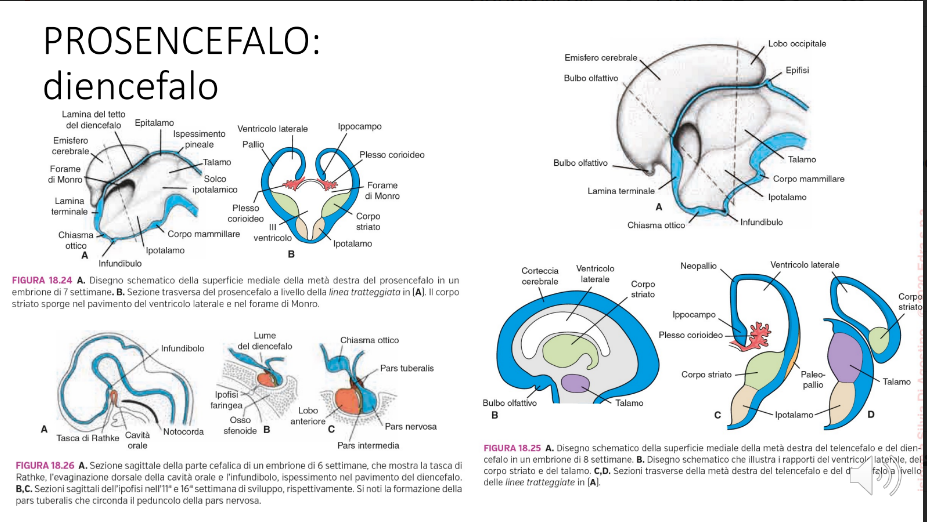 PROSENCEFALO:
diencefalo
Lamina del tetto
del diencefalo
Epitalamo
Ispessimento
pineale
Emisfero
cerebrale
Forame
di Monro
Talamo
Solco
ipotalamico
Lamina
terminale
Corpo mammillare
Chiasma
ottico
A
Ipotalamo
Infundibulo
Ventricolo laterale
Ippocampo
Pallio
Plesso corioideo
Forame
di Monro
Plesso
corioideo
III
ventricolo
Corpo
striato
Ipotalamo
B
FIGURA 18.24 A. Disegno schematico della superficie mediale della metà destra del prosencefalo in un
embrione di 7 settimane. B. Sezione trasversa del prosencefalo a livello della linea tratteggiata in (A). Il corpo
striato sporge nel pavimento del ventricolo laterale e nel forame di Monro.
Infundibolo
A
Tasca di Rathke
Cavità
orale
Notocorda
Lume
del diencefalo
Ipofisi
faringea
Osso
sfenoide
B
Chiasma ottico
Pars tuberalis
Lobo
anteriore
C
Pars nervosa
Pars intermedia
FIGURA 18.26 A. Sezione sagittale della parte cefalica di un embrione di 6 settimane, che mostra la tasca di
Rathke, l'evaginazione dorsale della cavità orale e l'infundibolo, ispessimento nel pavimento del diencefalo.
B,C. Sezioni sagittali dell'ipofisi nell'11ª e 16ª settimana di sviluppo, rispettivamente. Si noti la formazione della
pars tuberalis che circonda il peduncolo della pars nervosa.
Lobo occipitale
Emisfero cerebrale
Epifisi
Bulbo olfattivo
Bulbo olfattivo
Talamo
Corpo mammillare
Lamina terminale
Ipotalamo
A
Infundibulo
Chiasma ottico
Corteccia
cerebrale
Ventricolo
laterale
Corpo
striato
Bulbo olfattivo
Talamo
B
Neopallio
Ventricolo laterale
Corpo
striato
Ippocampo
Plesso corioideo
Corpo striato
Paleo-
pallio
Talamo
Ipotalamo
C
D
FIGURA 18.25 A. Disegno schematico della superficie mediale della metà destra del telencefalo e del dien-
cefalo in un embrione di 8 settimane. B. Disegno schematico che illustra i rapporti del ventricolo laterale, del
corpo striato e del talamo. C,D. Sezioni trasverse della metà destra del telencefalo e del livello
delle linee tratteggiate in (A).